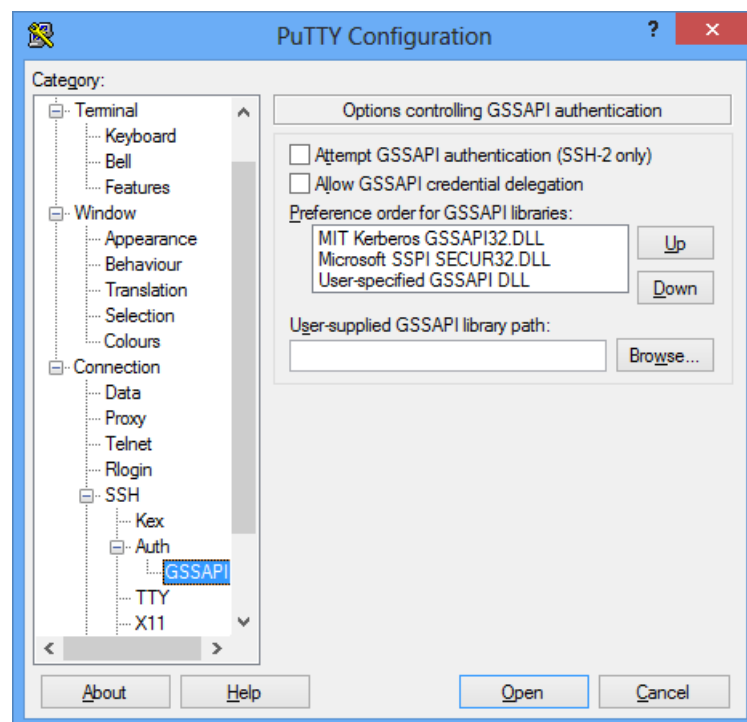 PuTTY Configuration
?
Category:
Terminal
Keyboard
Bell
Features
Window
Appearance
Behaviour
Translation
Selection
Colours
Connection
Data
Proxy
Telnet
Rlogin
SSH
Kex
Auth
GSSAPI
TTY
X11
Options controlling GSSAPI authentication
Attempt GSSAPI authentication (SSH-2 only)
Allow GSSAPI credential delegation
Preference order for GSSAPI libraries:
MIT Kerberos GSSAPI32.DLL
Microsoft SSPI SECUR32.DLL
User-specified GSSAPI DLL
Up
Down
User-supplied GSSAPI library path:
Browse...
About
Help
Open
Cancel